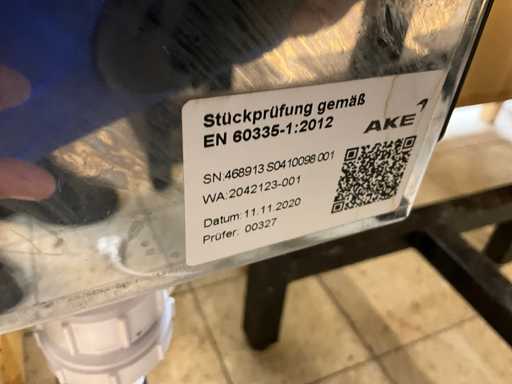 Stückprüfung gemäß
EN 60335-1:2012
AKE
SN:468913 S0410098 001
WA:2042123-001
Datum: 11.11.2020
Prüfer: 00327